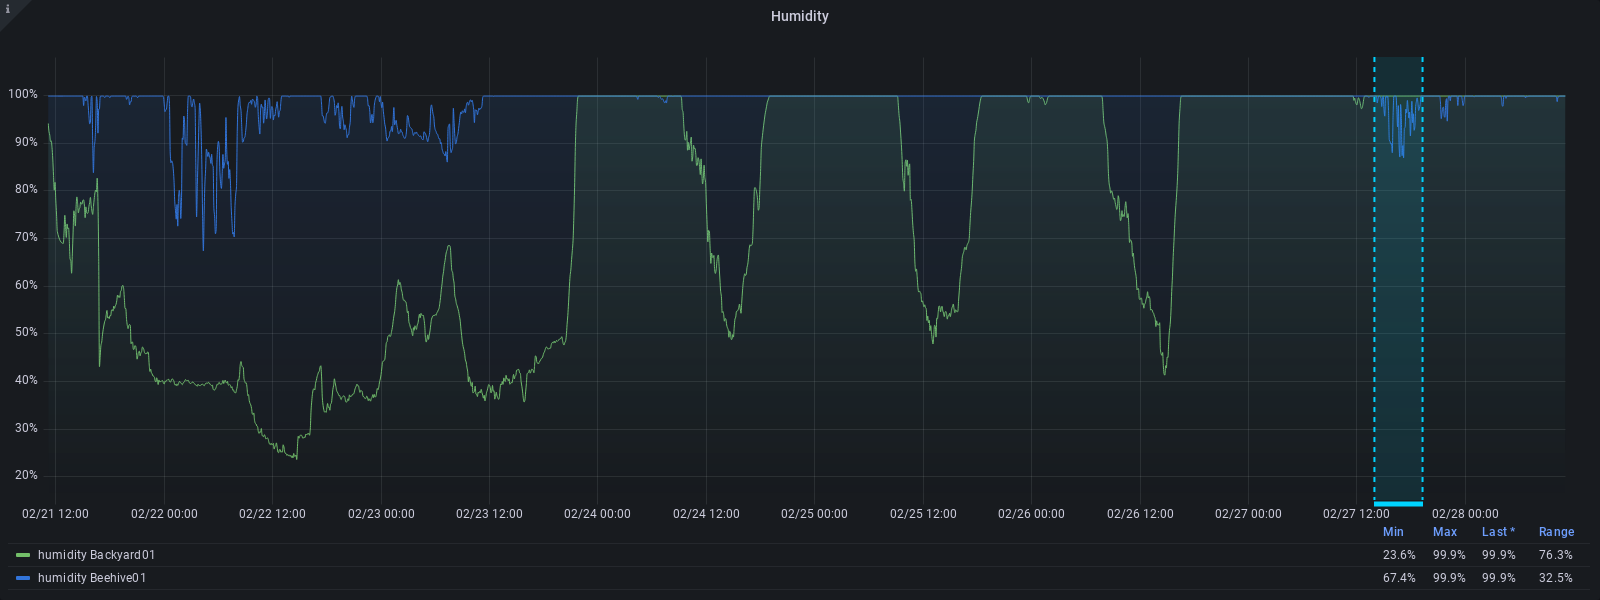 i
Humidity
100%
90%
80%
70%
60%
50%
40%
30%
20%
02/21 12:00 02/22 00:00 02/22 12:00 02/23 00:00 02/23 12:00 02/24 00:00 02/24 12:00 02/25 00:00 02/25 12:00 02/26 00:00 02/26 12:00 02/27 00:00 02/27 12:00 02/28 00:00
Min Max Last * Range
humidity Backyard01 23.6% 99.9% 99.9% 76.3%
humidity Beehive01 67.4% 99.9% 99.9% 32.5%